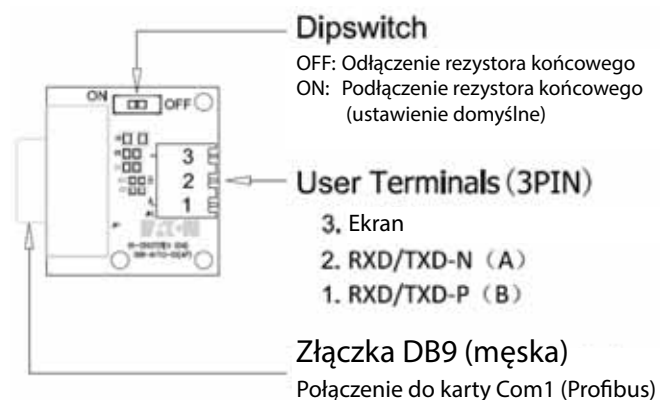 Dipswitch
OFF: Odłączenie rezystora końcowego
ON: Podłączenie rezystora końcowego
(ustawienie domyślne)
ON OFF
3
2
1
User Terminals (3PIN)
3. Ekran
2. RXD/TXD-N (A)
1. RXD/TXD-P (B)
Złączka DB9 (męska)
Połączenie do karty Com1 (Profibus)